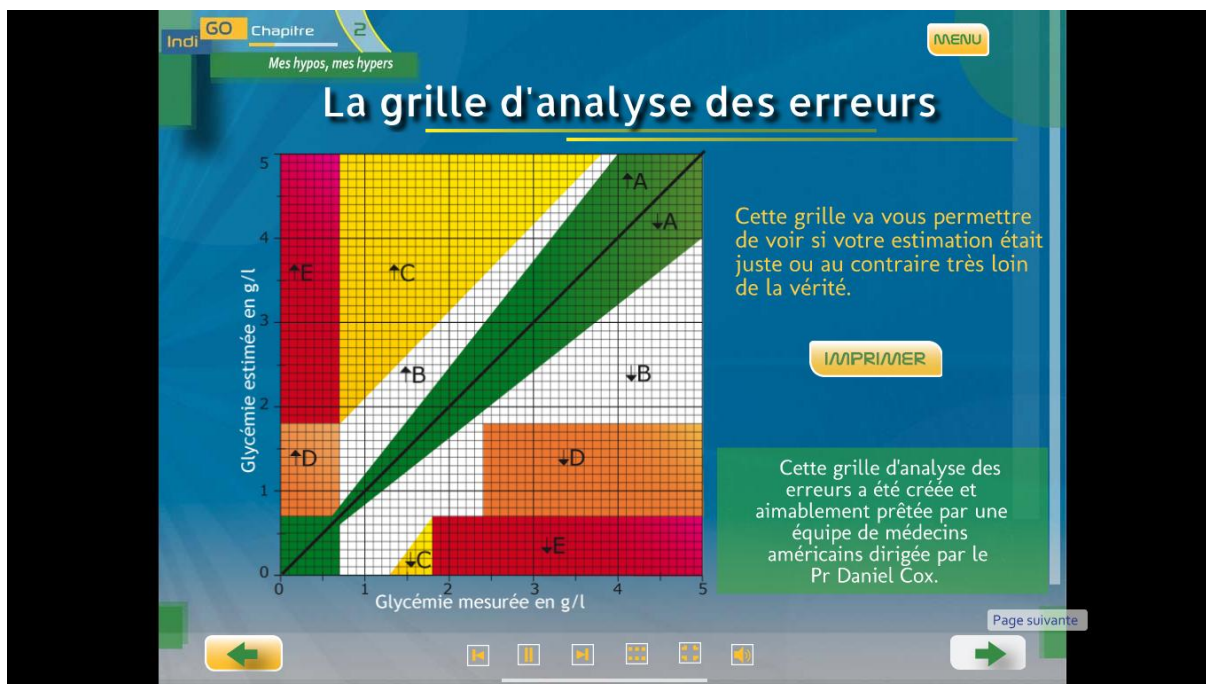 Indi GO Chapitre 2
MENU
Mes hypos, mes hypers
La grille d'analyse des erreurs
Glycémie estimée en g/l
5
4
3
2
1
0
↑E
↑C
↑A
↓A
↑B
↓B
↑D
↓D
↓C
↓E
0 1 2 3 4 5
Glycémie mesurée en g/l
Cette grille va vous permettre
de voir si votre estimation était
juste ou au contraire très loin
de la vérité.
IMPRIMER
Cette grille d'analyse des
erreurs a été créée et
aimablement prêtée par une
équipe de médecins
américains dirigée par le
Pr Daniel Cox.
Page suivante